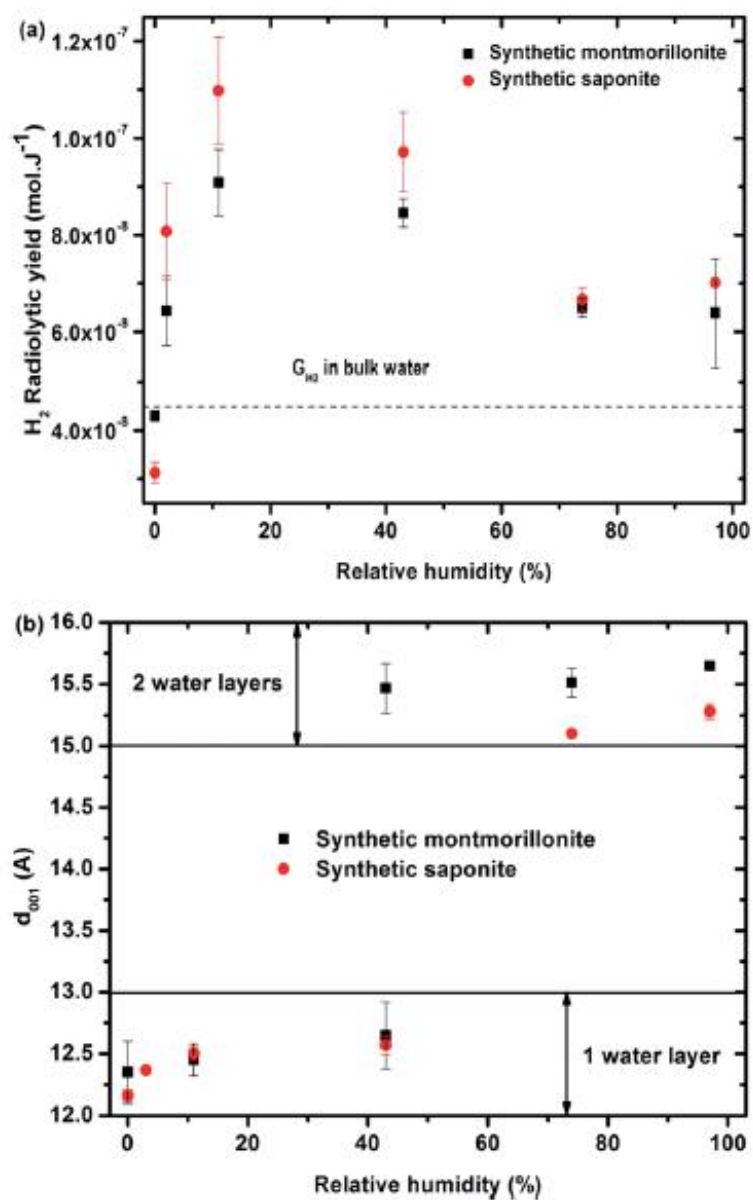 (a)
1.2x10⁻⁷
1.0x10⁻⁷
8.0x10⁻⁸
6.0x10⁻⁸
4.0x10⁻⁸
H₂ Radiolytic yield (mol.J⁻¹)
Synthetic montmorillonite
Synthetic saponite
G_H2 in bulk water
0 20 40 60 80 100
Relative humidity (%)
(b)
16.0
15.5
15.0
14.5
14.0
13.5
13.0
12.5
12.0
d₀₀₁ (A)
2 water layers
Synthetic montmorillonite
Synthetic saponite
1 water layer
0 20 40 60 80 100
Relative humidity (%)